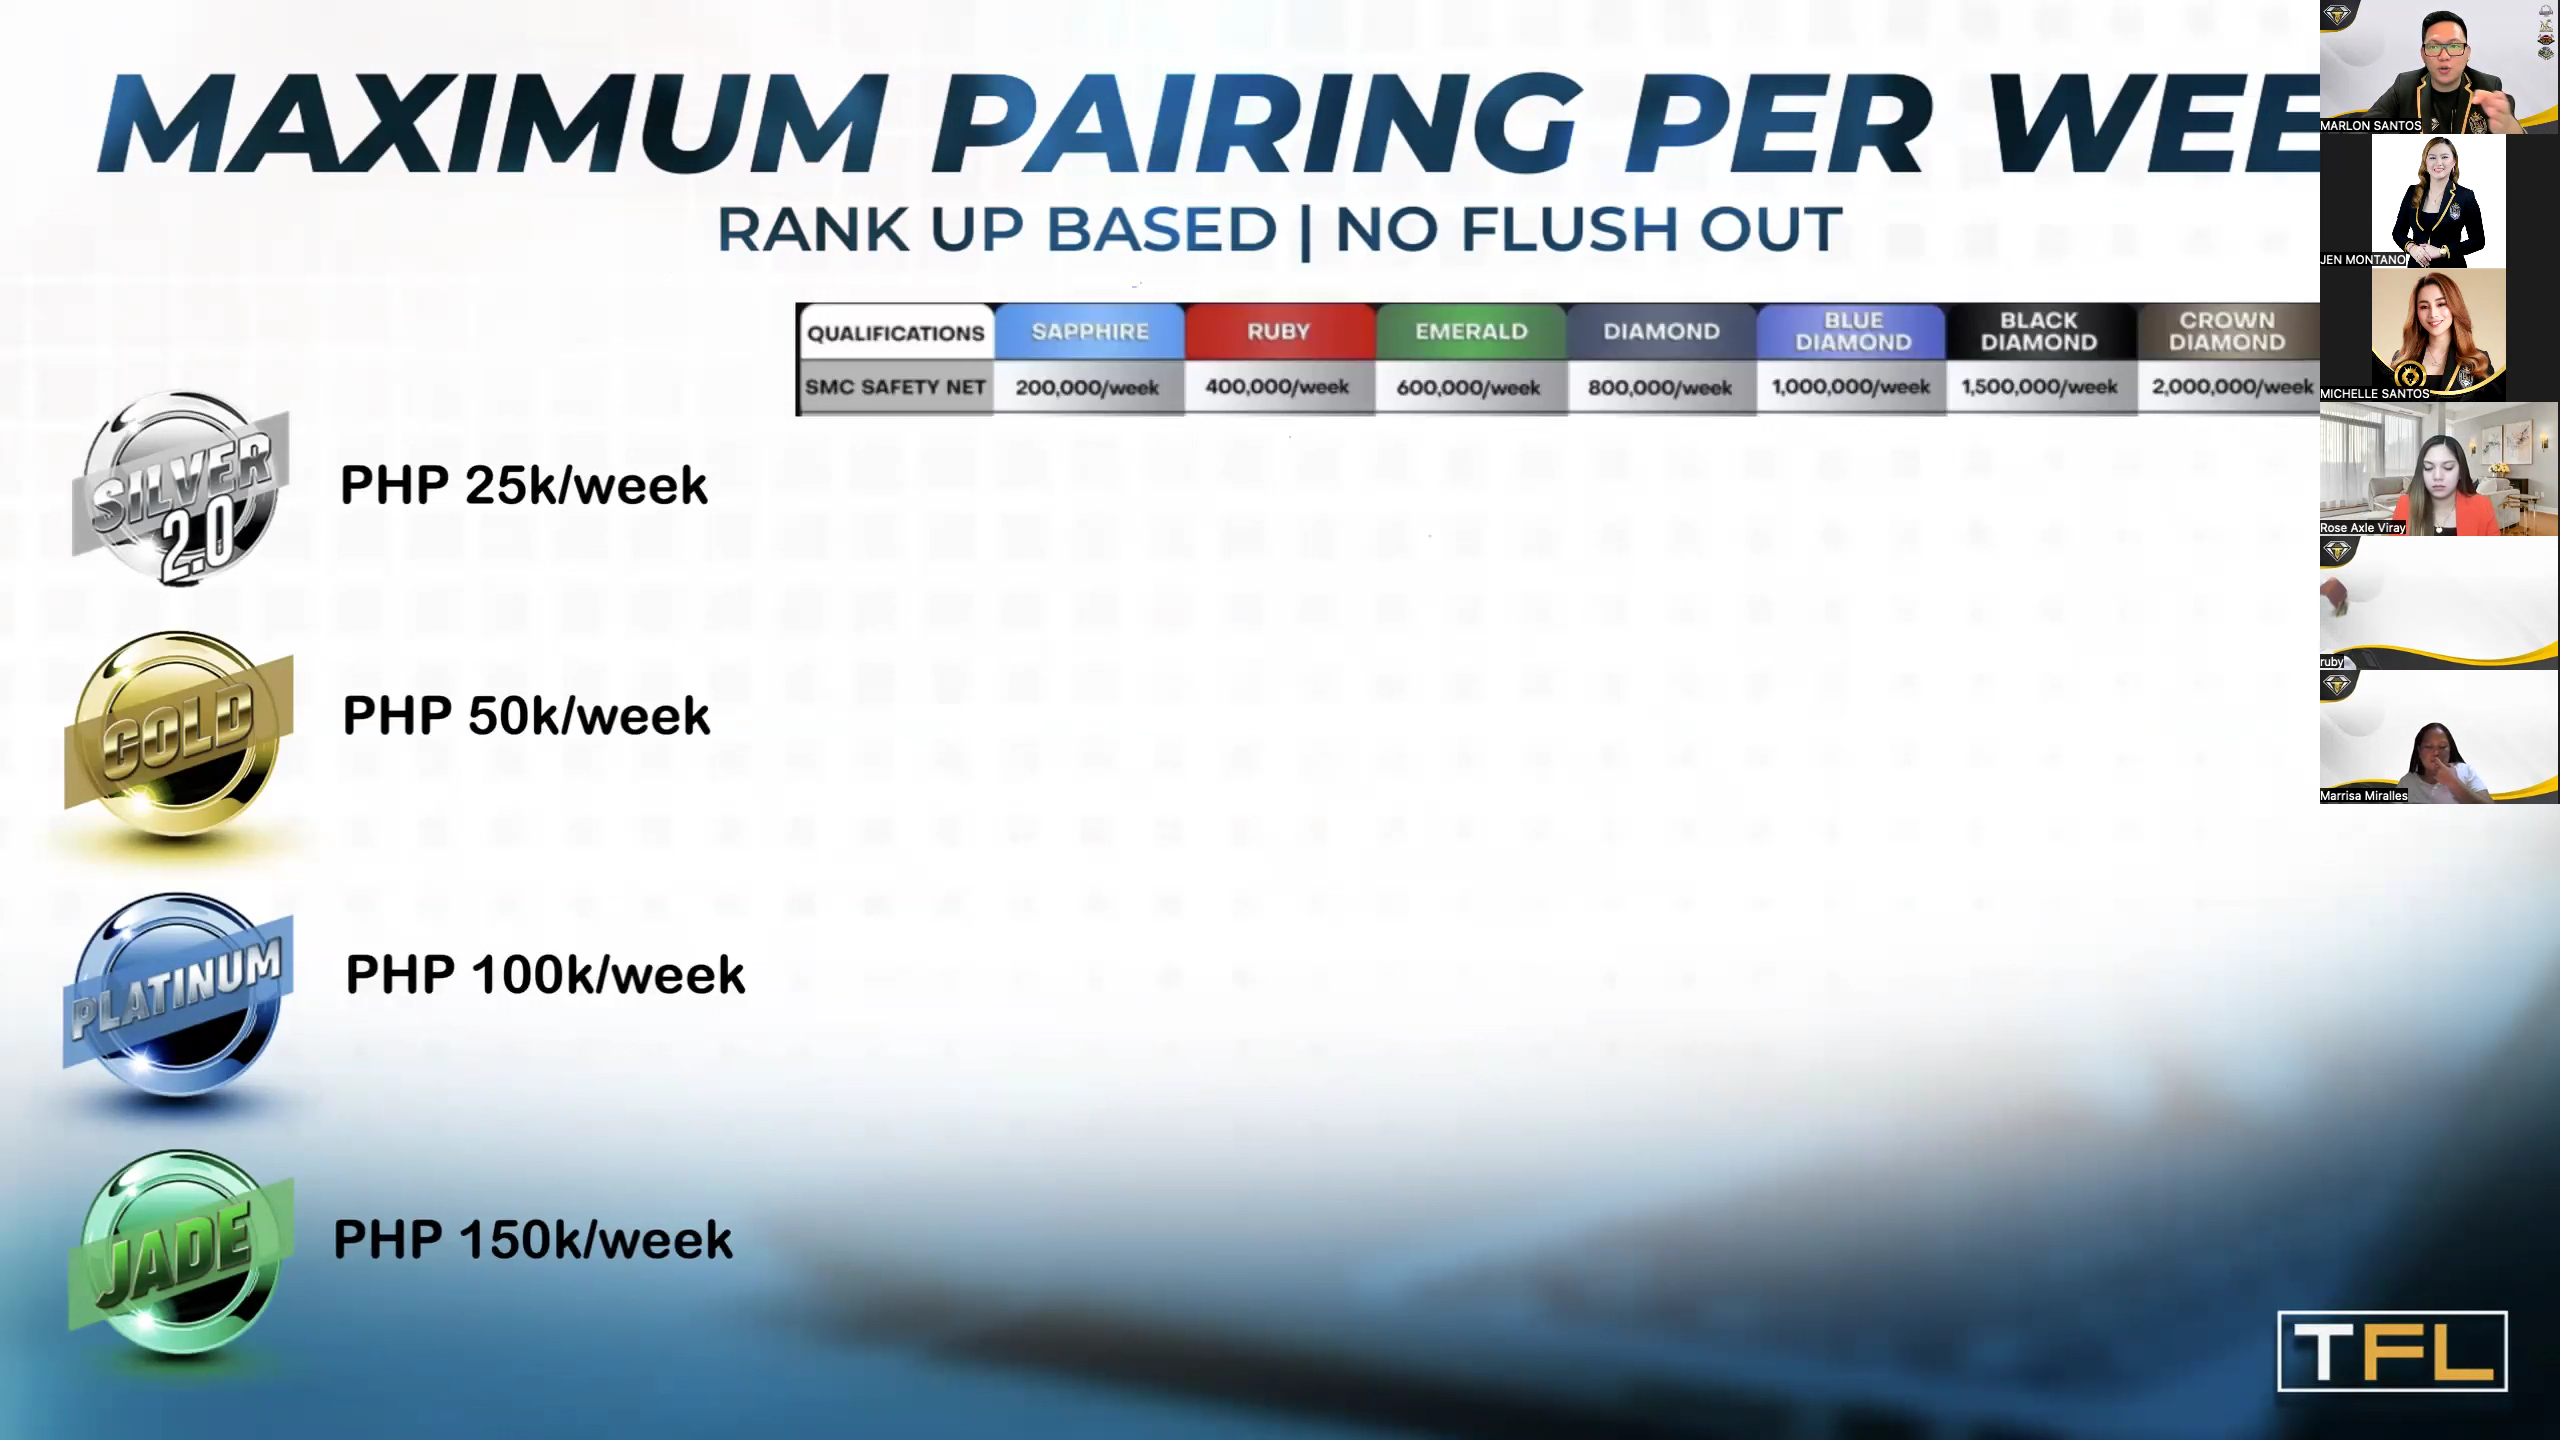 MAXIMUM PAIRING PER WEE
RANK UP BASED | NO FLUSH OUT
QUALIFICATIONS SAPPHIRE RUBY EMERALD DIAMOND BLUE DIAMOND BLACK DIAMOND CROWN DIAMOND
SMC SAFETY NET 200,000/week 400,000/week 600,000/week 800,000/week 1,000,000/week 1,500,000/week 2,000,000/week
SILVER 2.0 PHP 25k/week
GOLD PHP 50k/week
PLATINUM PHP 100k/week
JADE PHP 150k/week
TFL
MARLON SANTOS
JEN MONTANO
MICHELLE SANTOS
Rose Axle Viray
ruby
Marrisa Miralles